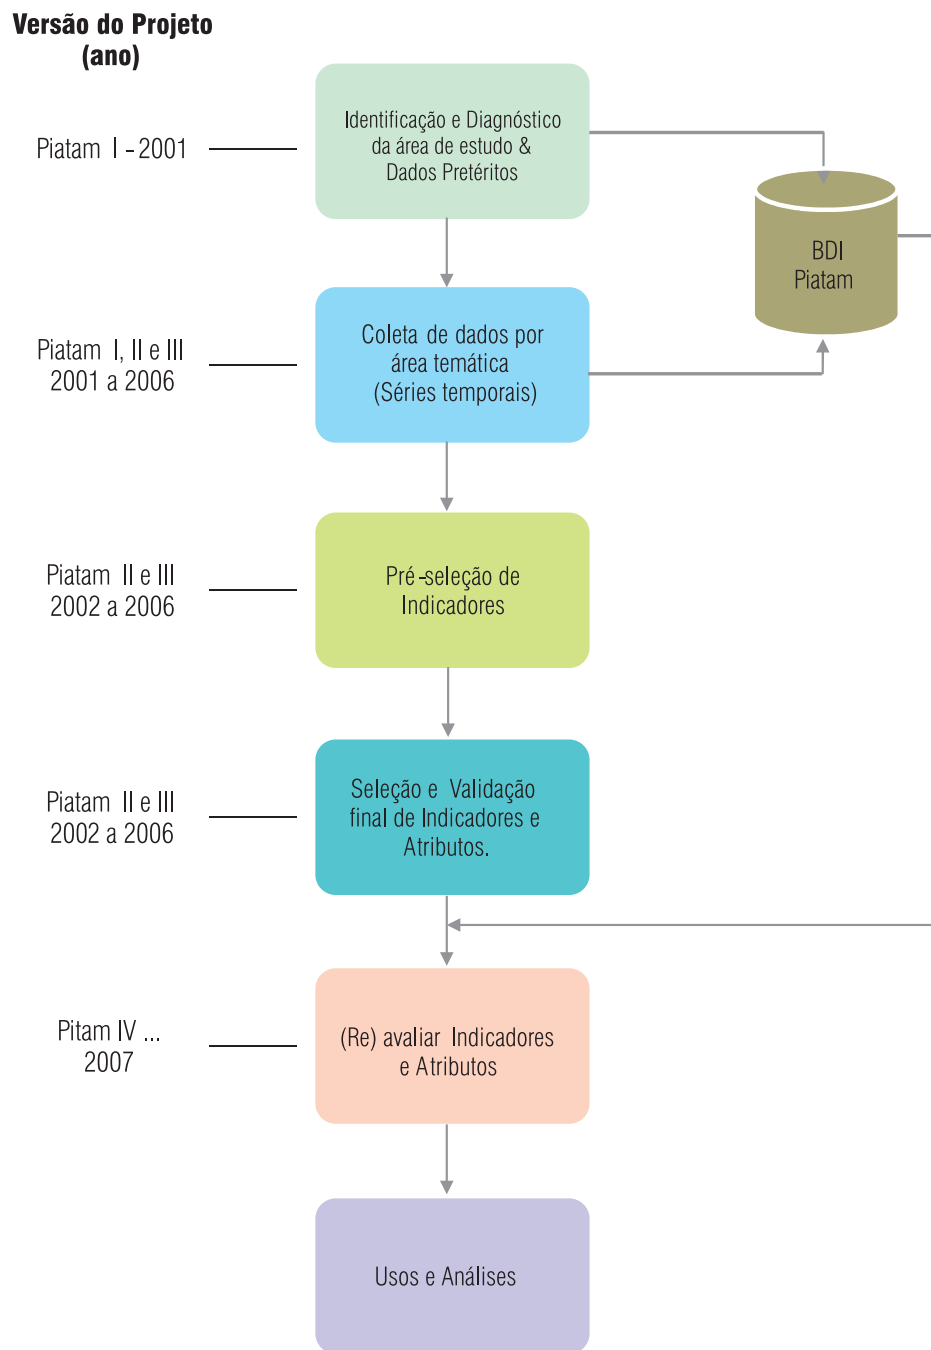 Versão do Projeto
(ano)
Piatam I - 2001
Identificação e Diagnóstico
da área de estudo &
Dados Pretéritos
BDI
Piatam
Piatam I, II e III
2001 a 2006
Coleta de dados por
área temática
(Séries temporais)
Piatam II e III
2002 a 2006
Pré-seleção de
Indicadores
Piatam II e III
2002 a 2006
Seleção e Validação
final de Indicadores e
Atributos.
Pitam IV ...
2007
(Re) avaliar Indicadores
e Atributos
Usos e Análises